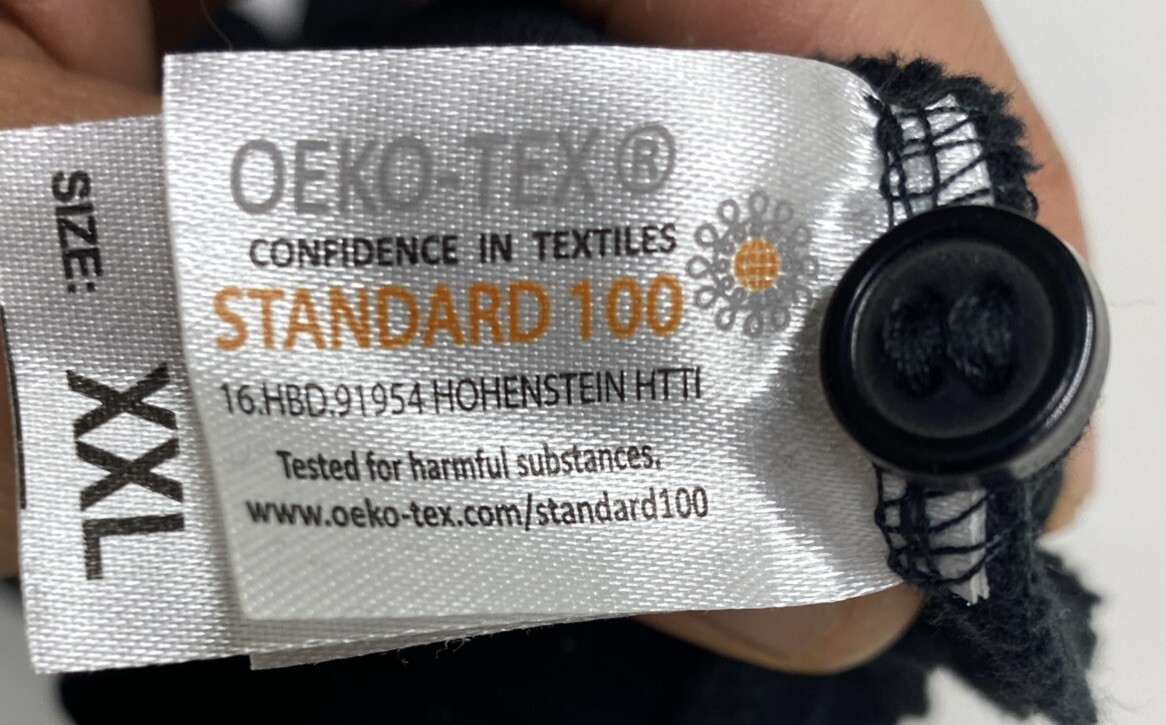 OEKO-TEX®
CONFIDENCE IN TEXTILES
STANDARD 100
16.HBD.91954 HOHENSTEIN HTTI
Tested for harmful substances.
www.oeko-tex.com/standard100
SIZE:
XXL